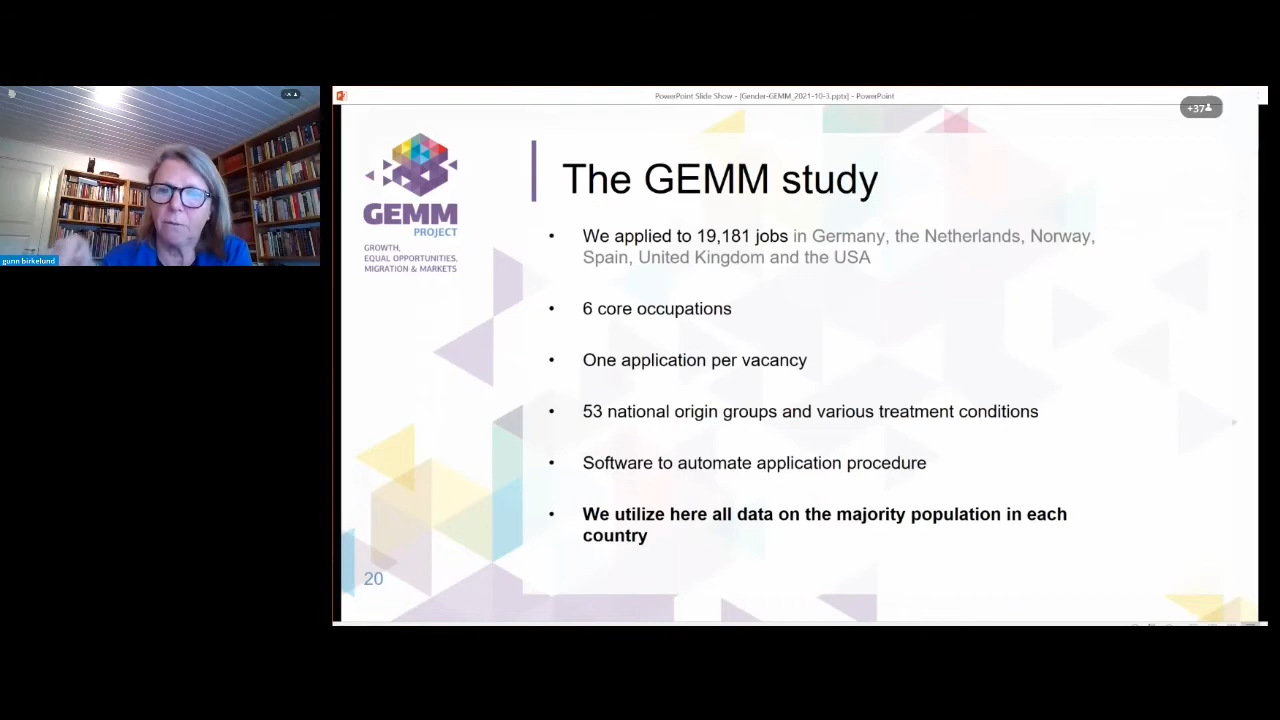 PowerPoint Slide Show - [Gender-GEMM_2021-10-3.pptx] - PowerPoint
+37
gunn birkelund
GEMM
PROJECT
GROWTH,
EQUAL OPPORTUNITIES,
MIGRATION & MARKETS
The GEMM study
• We applied to 19,181 jobs in Germany, the Netherlands, Norway,
Spain, United Kingdom and the USA
• 6 core occupations
• One application per vacancy
• 53 national origin groups and various treatment conditions
• Software to automate application procedure
• We utilize here all data on the majority population in each
country
20